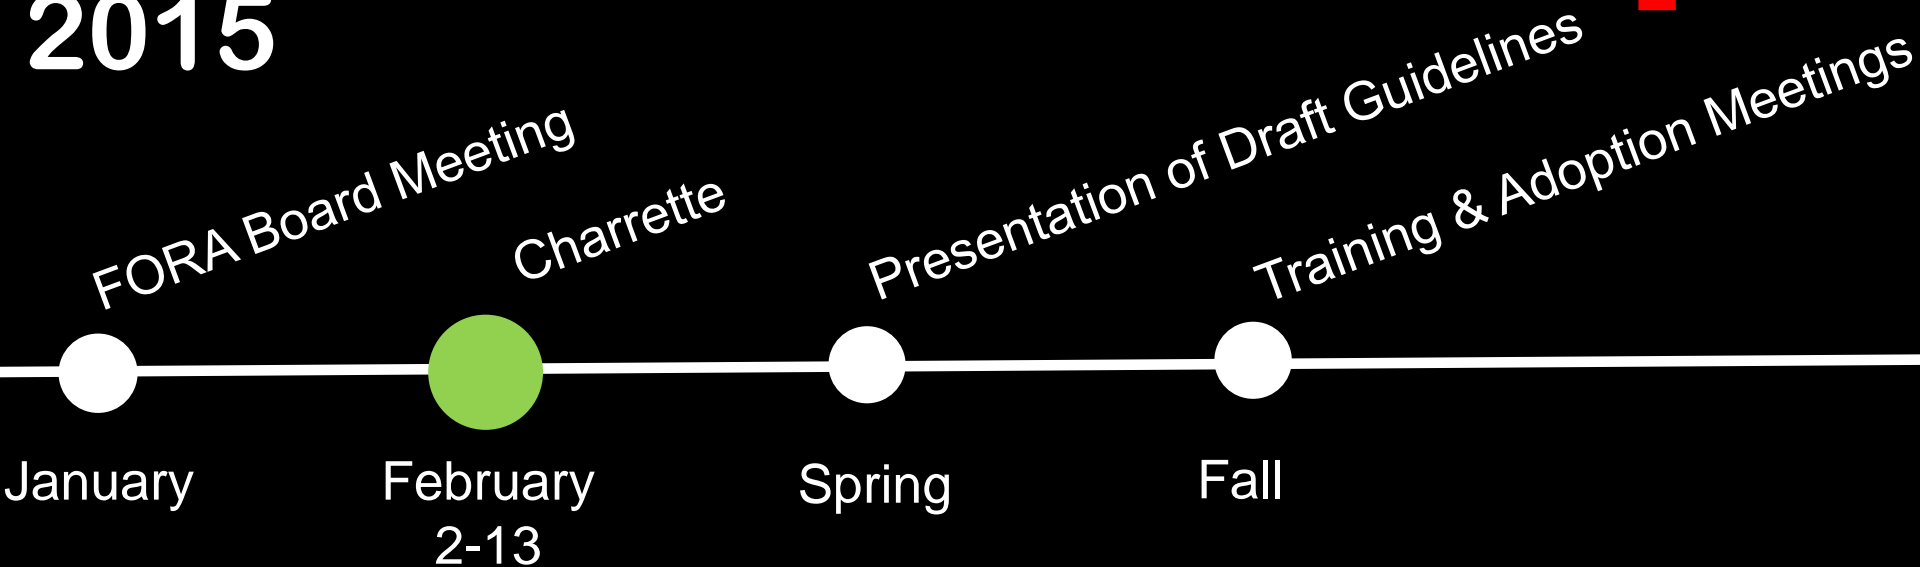 2015
FORA Board Meeting
Charrette
Presentation of Draft Guidelines
Training & Adoption Meetings
January
February
2-13
Spring
Fall